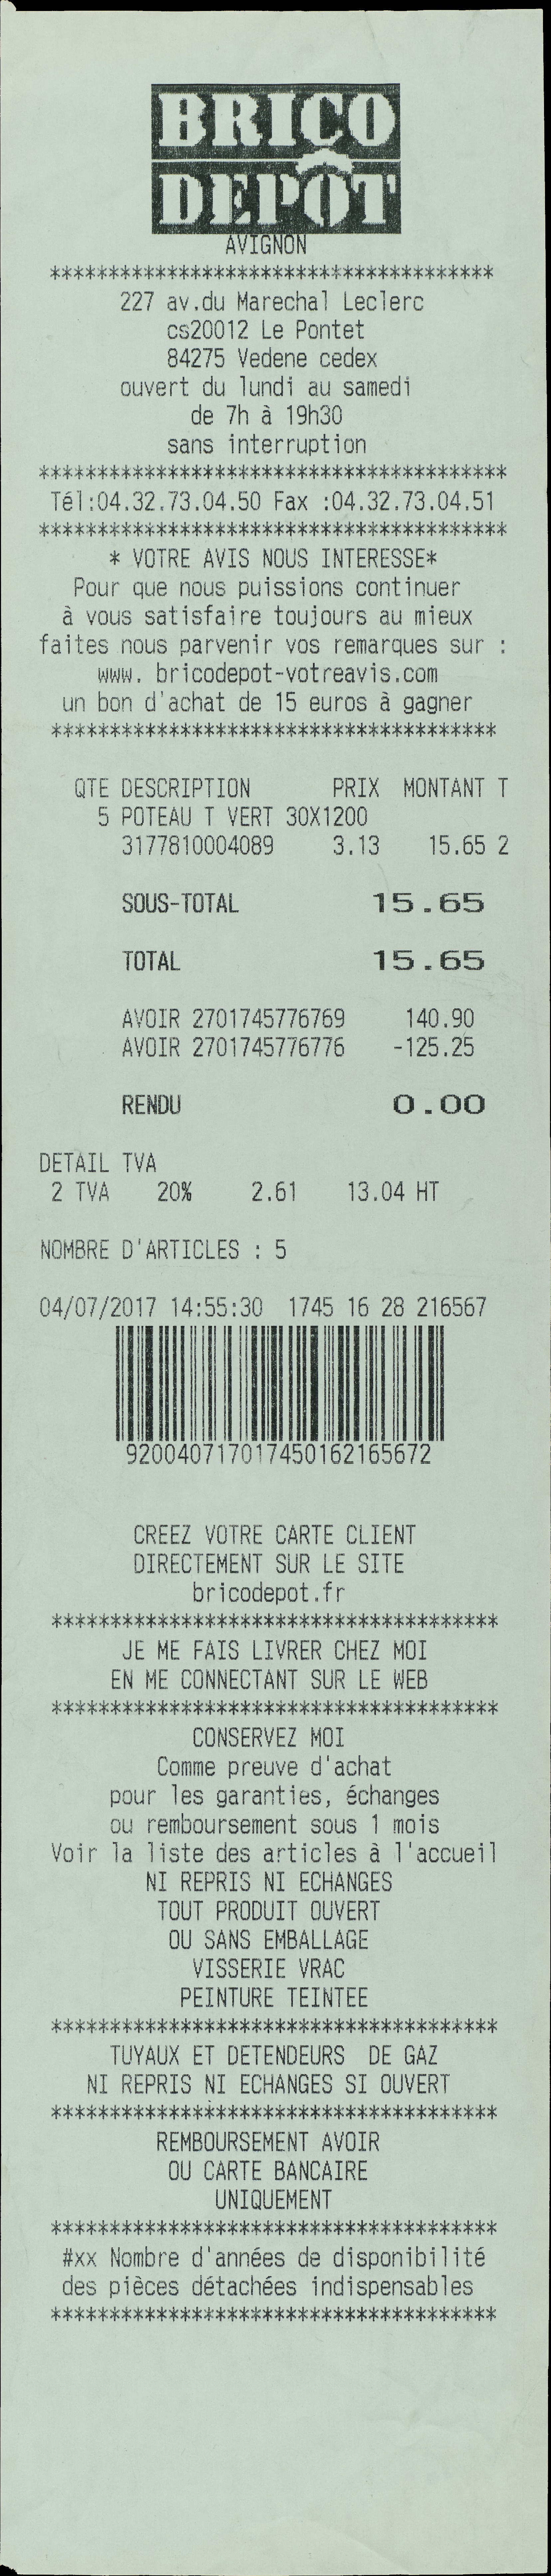 BRICO
DEPÔT
AVIGNON
**************************************
227 av.du Marechal Leclerc
cs20012 Le Pontet
84275 Vedene cedex
ouvert du lundi au samedi
de 7h à 19h30
sans interruption
****************************************
Tél:04.32.73.04.50 Fax :04.32.73.04.51
****************************************
* VOTRE AVIS NOUS INTERESSE*
Pour que nous puissions continuer
à vous satisfaire toujours au mieux
faites nous parvenir vos remarques sur :
www. bricodepot-votreavis.com
un bon d'achat de 15 euros à gagner
**************************************
QTE DESCRIPTION PRIX MONTANT T
5 POTEAU T VERT 30X1200
3177810004089 3.13 15.65 2
SOUS-TOTAL 15.65
TOTAL 15.65
AVOIR 2701745776769 140.90
AVOIR 2701745776776 -125.25
RENDU 0.00
DETAIL TVA
2 TVA 20% 2.61 13.04 HT
NOMBRE D'ARTICLES : 5
04/07/2017 14:55:30 1745 16 28 216567
9200407170174501621656​72
CREEZ VOTRE CARTE CLIENT
DIRECTEMENT SUR LE SITE
bricodepot.fr
**************************************
JE ME FAIS LIVRER CHEZ MOI
EN ME CONNECTANT SUR LE WEB
**************************************
CONSERVEZ MOI
Comme preuve d'achat
pour les garanties, échanges
ou remboursement sous 1 mois
Voir la liste des articles à l'accueil
NI REPRIS NI ECHANGES
TOUT PRODUIT OUVERT
OU SANS EMBALLAGE
VISSERIE VRAC
PEINTURE TEINTEE
**************************************
TUYAUX ET DETENDEURS DE GAZ
NI REPRIS NI ECHANGES SI OUVERT
**************************************
REMBOURSEMENT AVOIR
OU CARTE BANCAIRE
UNIQUEMENT
**************************************
#xx Nombre d'années de disponibilité
des pièces détachées indispensables
**************************************